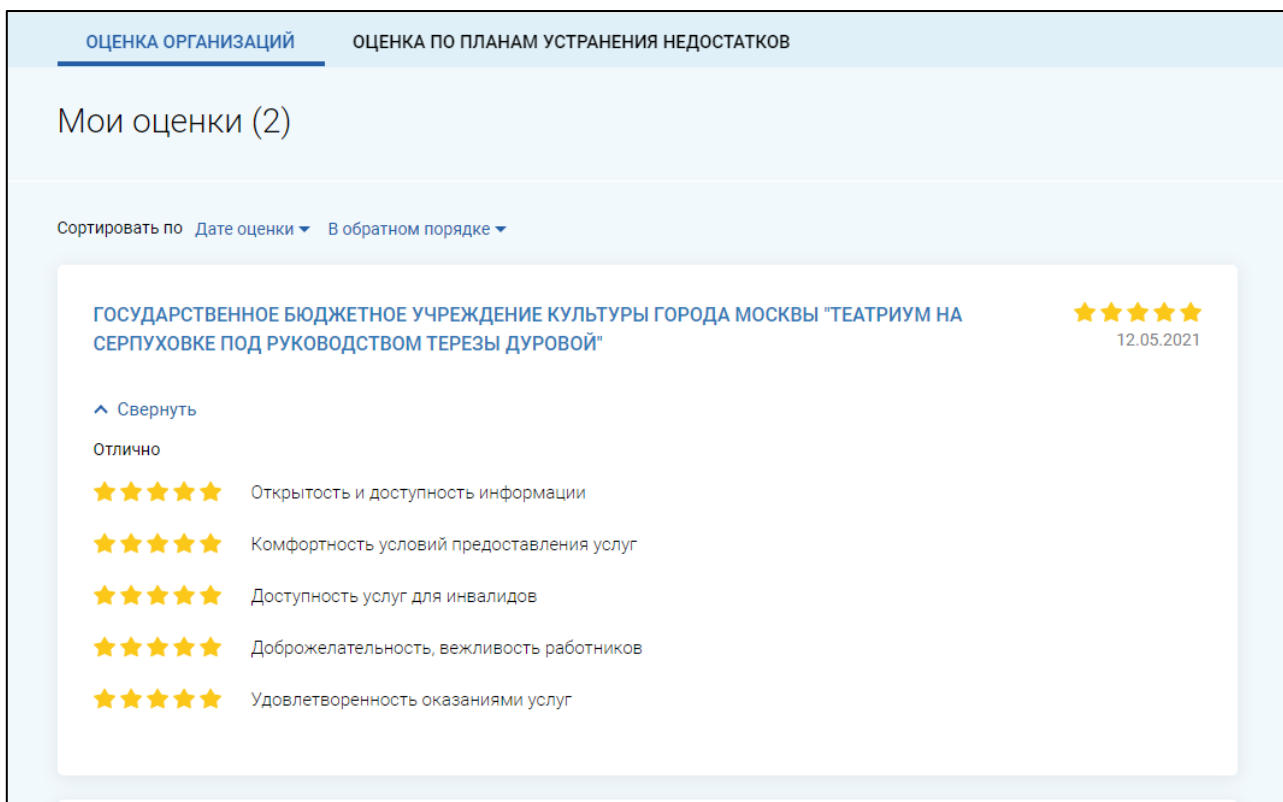 ОЦЕНКА ОРГАНИЗАЦИЙ ОЦЕНКА ПО ПЛАНАМ УСТРАНЕНИЯ НЕДОСТАТКОВ
Мои оценки (2)
Сортировать по Дате оценки В обратном порядке
ГОСУДАРСТВЕННОЕ БЮДЖЕТНОЕ УЧРЕЖДЕНИЕ КУЛЬТУРЫ ГОРОДА МОСКВЫ "ТЕАТРИУМ НА
СЕРПУХОВКЕ ПОД РУКОВОДСТВОМ ТЕРЕЗЫ ДУРОВОЙ"
12.05.2021
Свернуть
Отлично
Открытость и доступность информации
Комфортность условий предоставления услуг
Доступность услуг для инвалидов
Доброжелательность, вежливость работников
Удовлетворенность оказаниями услуг